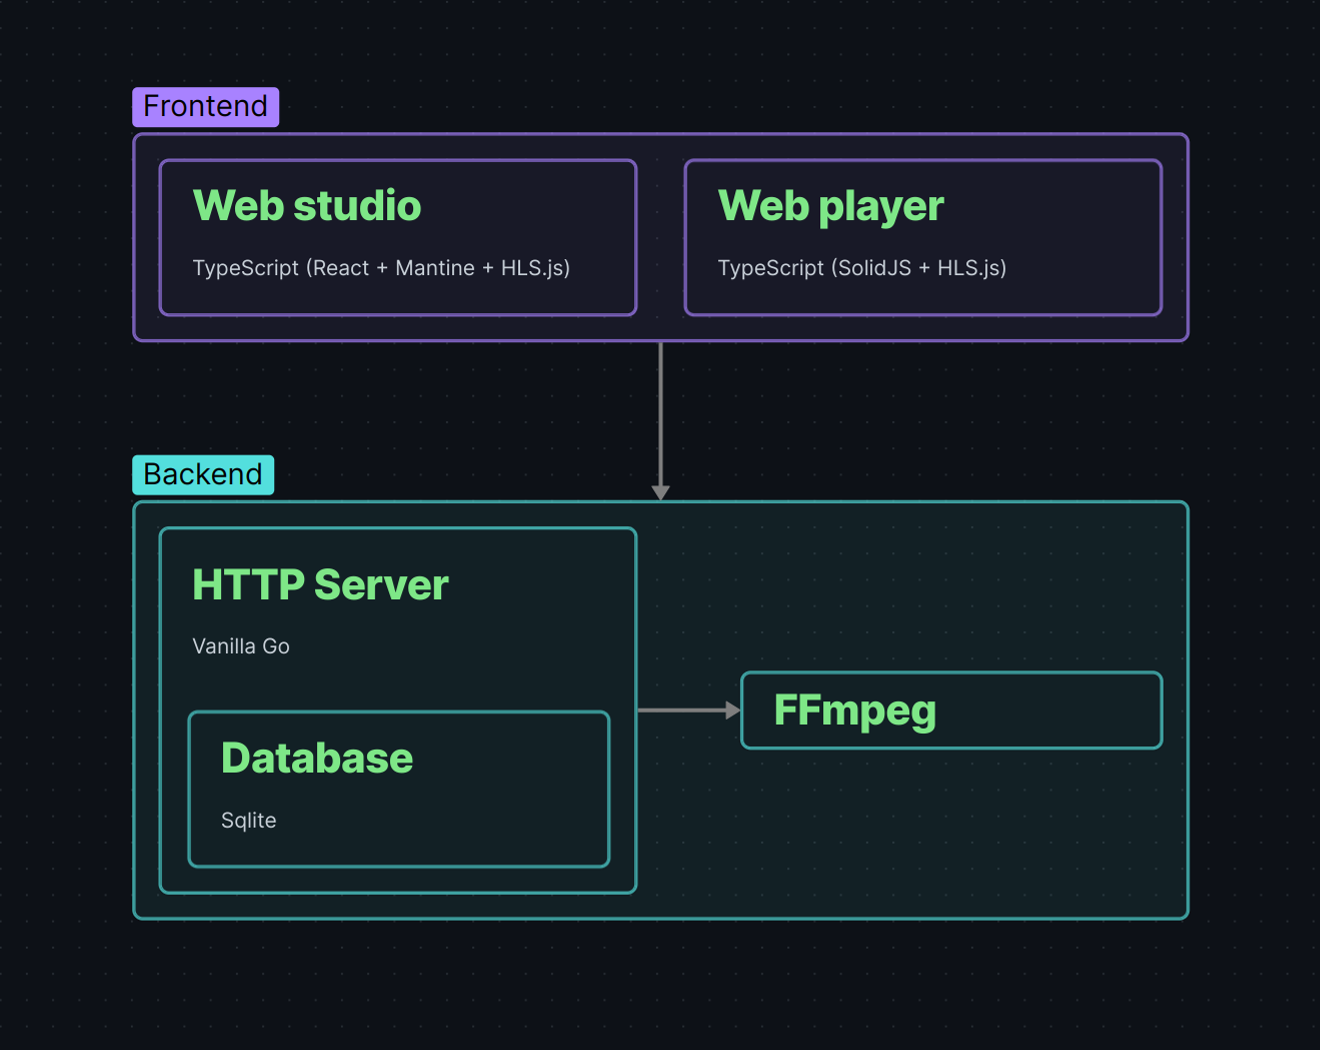 Frontend
Web studio
TypeScript (React + Mantine + HLS.js)
Web player
TypeScript (SolidJS + HLS.js)
Backend
HTTP Server
Vanilla Go
Database
Sqlite
FFmpeg